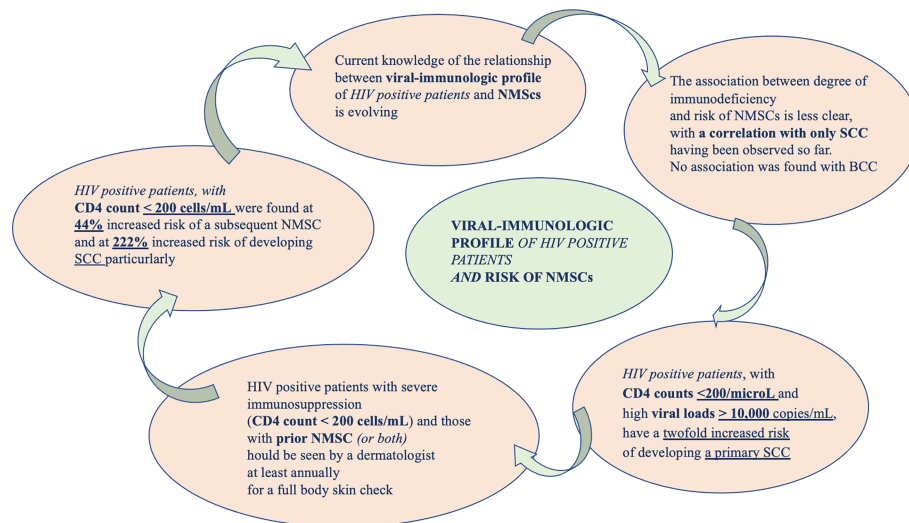 Current knowledge of the relationship
between viral-immunologic profile
of HIV positive patients and NMScs
is evolving
The association between degree of
immunodeficiency
and risk of NMSCs is less clear,
with a correlation with only SCC
having been observed so far.
No association was found with BCC
HIV positive patients, with
CD4 counts <200/microL and
high viral loads > 10,000 copies/mL,
have a twofold increased risk
of developing a primary SCC
HIV positive patients with severe
immunosuppression
(CD4 count < 200 cells/mL) and those
with prior NMSC (or both)
hould be seen by a dermatologist
at least annually
for a full body skin check
HIV positive patients, with
CD4 count < 200 cells/mL were found at
44% increased risk of a subsequent NMSC
and at 222% increased risk of developing
SCC particurlarly
VIRAL-IMMUNOLOGIC
PROFILE OF HIV POSITIVE
PATIENTS
AND RISK OF NMSCs